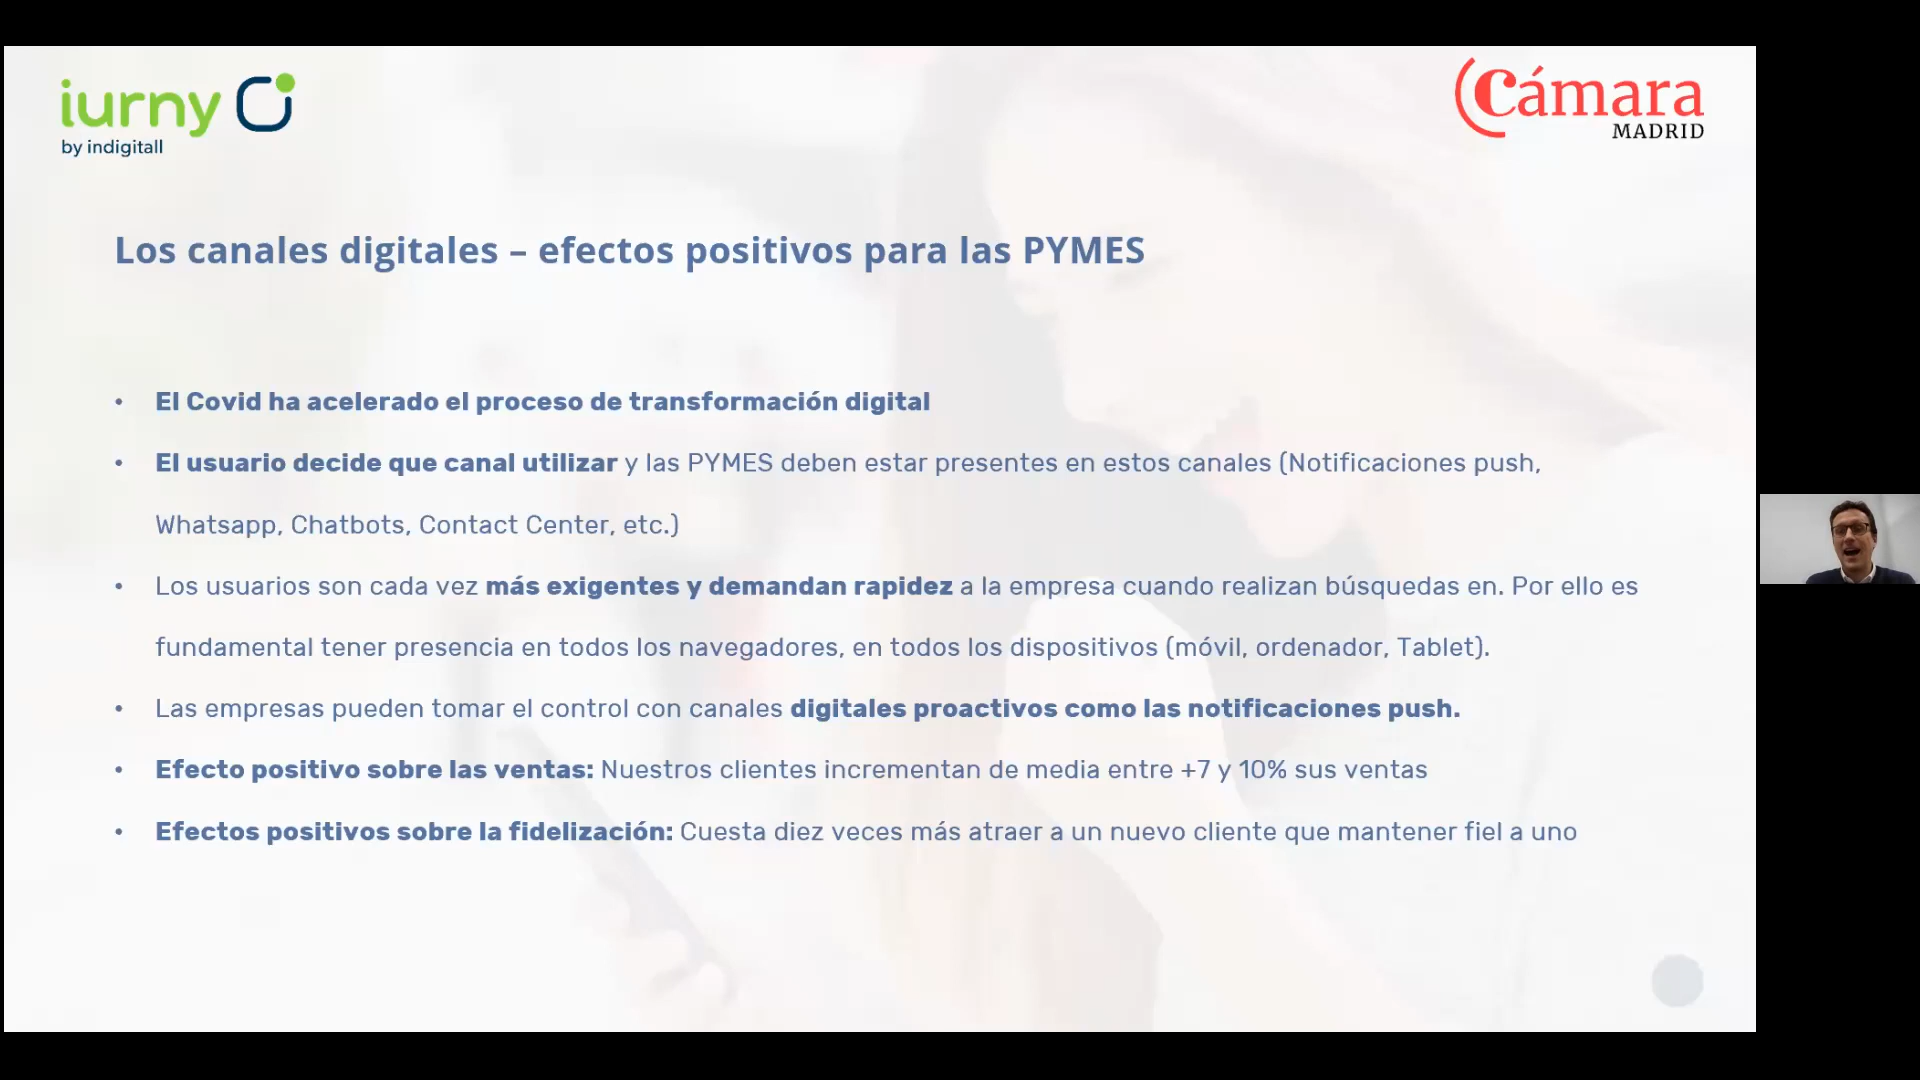 iurny
by indigitall
Cámara
MADRID
Los canales digitales – efectos positivos para las PYMES
• El Covid ha acelerado el proceso de transformación digital
• El usuario decide que canal utilizar y las PYMES deben estar presentes en estos canales (Notificaciones push,
Whatsapp, Chatbots, Contact Center, etc.)
• Los usuarios son cada vez más exigentes y demandan rapidez a la empresa cuando realizan búsquedas en. Por ello es
fundamental tener presencia en todos los navegadores, en todos los dispositivos (móvil, ordenador, Tablet).
• Las empresas pueden tomar el control con canales digitales proactivos como las notificaciones push.
• Efecto positivo sobre las ventas: Nuestros clientes incrementan de media entre +7 y 10% sus ventas
• Efectos positivos sobre la fidelización: Cuesta diez veces más atraer a un nuevo cliente que mantener fiel a uno